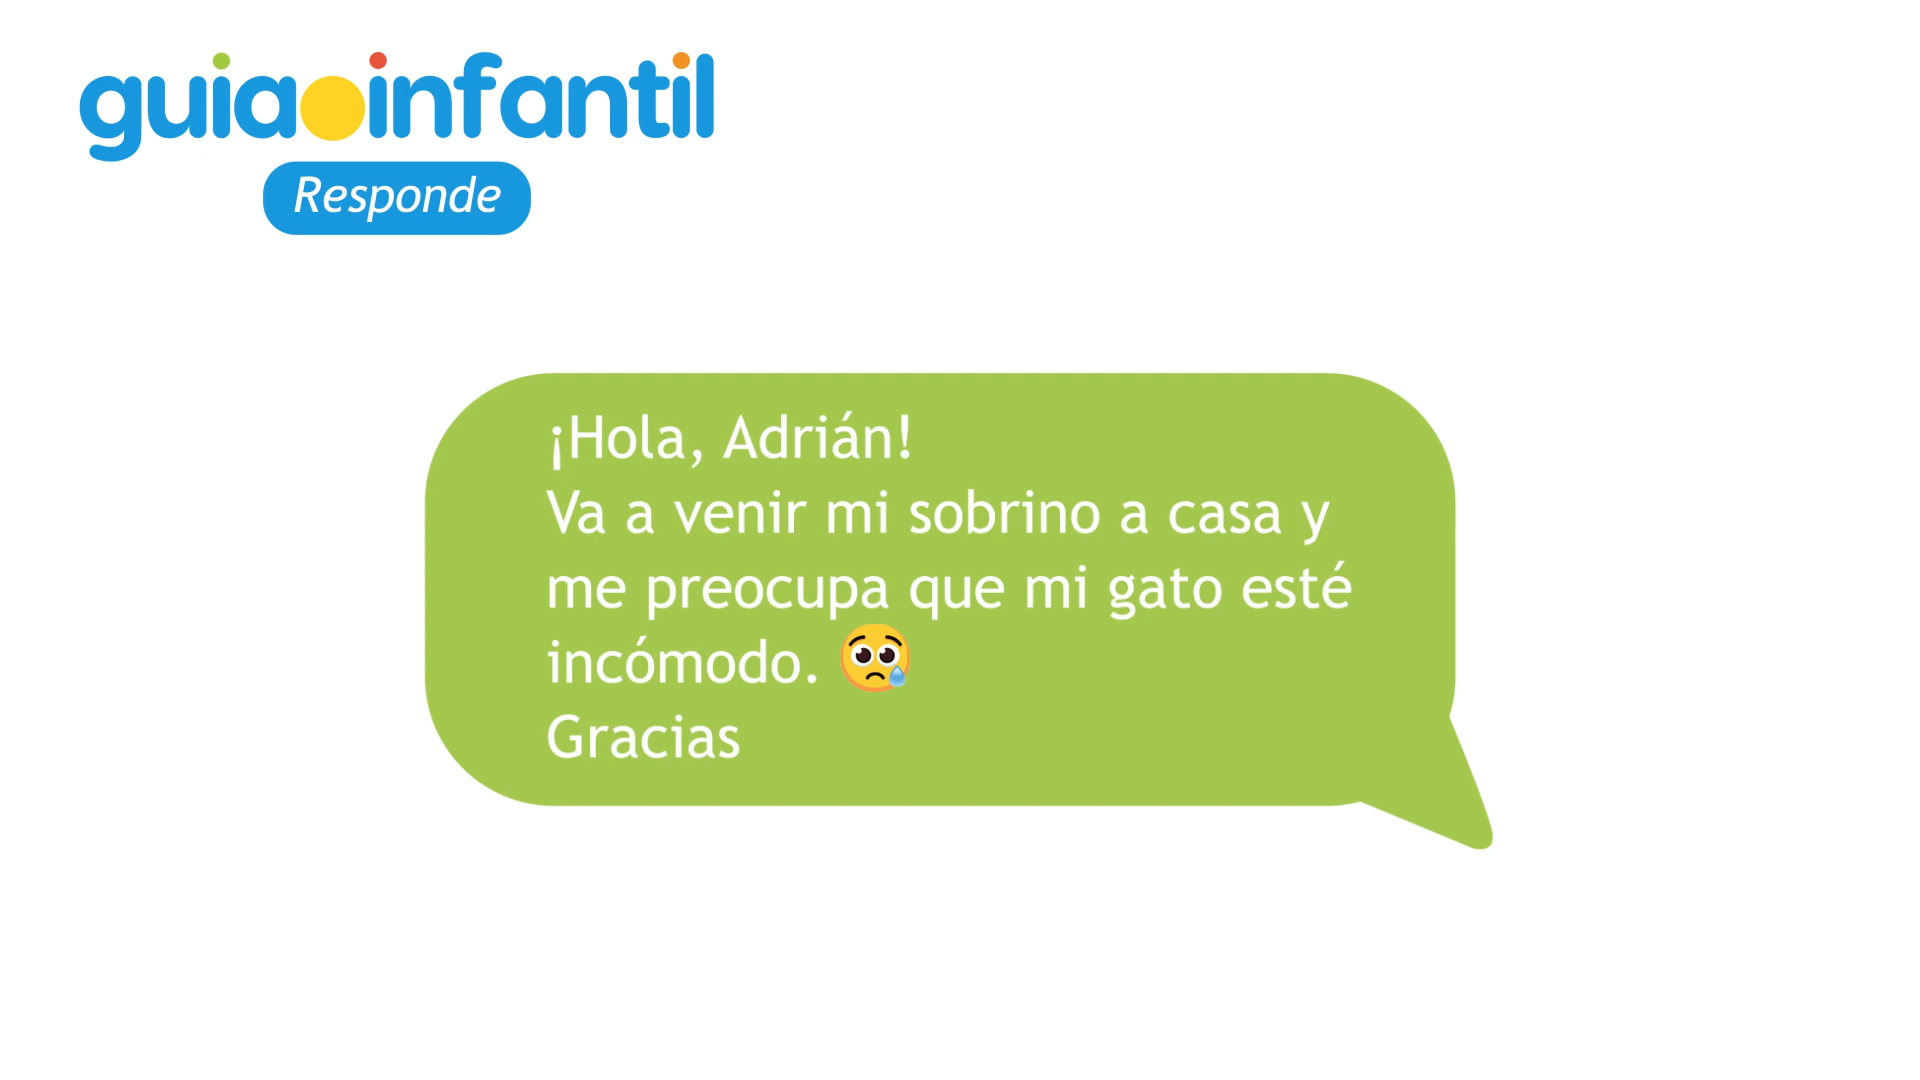 guiainfantil
Responde
¡Hola, Adrián!
Va a venir mi sobrino a casa y
me preocupa que mi gato esté
incómodo. 😢
Gracias